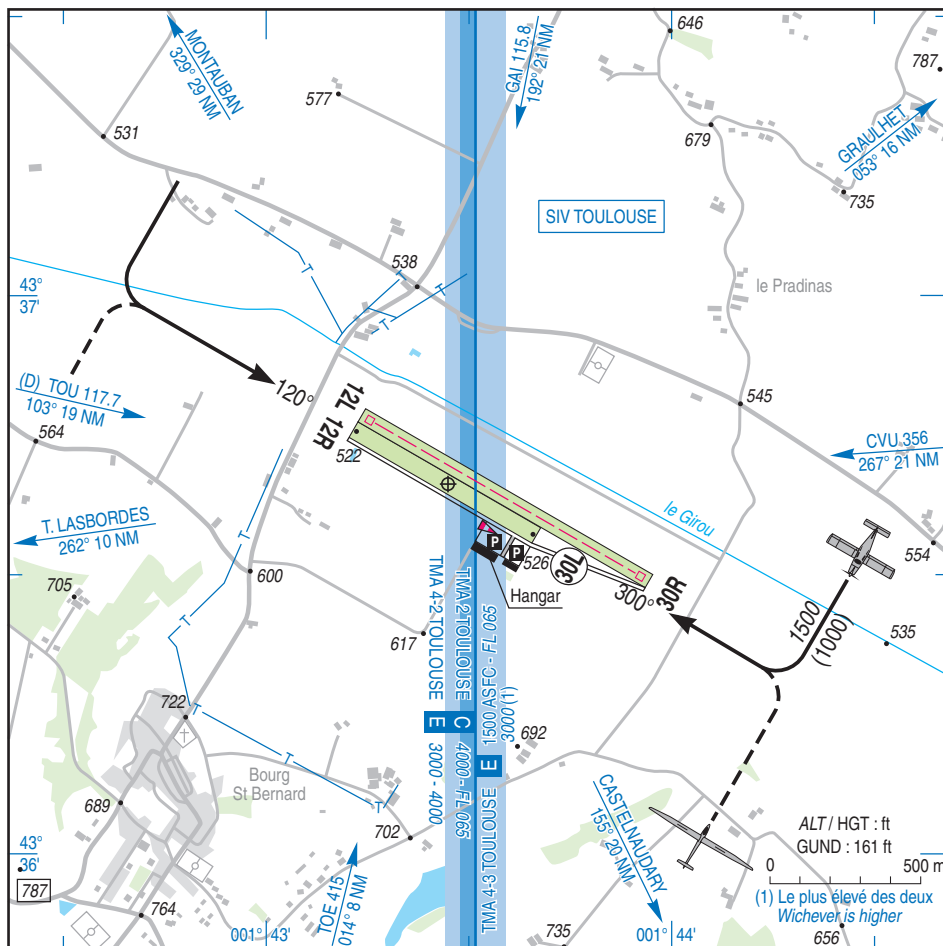 646
787
MONTAUBAN
329° 29 NM
GAI 115.8
192° 21 NM
577
531
679
GRAULHET
053° 16 NM
735
SIV TOULOUSE
T
T
T
T
538
43°
37'
le Pradinas
120°
(D) TOU 117.7
103° 19 NM
12L 12R
522
545
564
CVU 356
267° 21 NM
T. LASBORDES
262° 10 NM
T
le Girou
P
P
526
30L
554
705
600
Hangar
300°
30R
1500
(1000)
535
617
TMA 4-2 TOULOUSE E 3000 - 4000
TMA 2 TOULOUSE C 4000 - FL 065
TMA 4-3 TOULOUSE E 1500 ASFC - FL 065
3000 (1)
T
722
T
692
Bourg
St Bernard
T
689
702
CASTELNAUDARY
155° 20 NM
ALT / HGT : ft
GUND : 161 ft
0 500 m
43°
36'
787
764
TOE 415
014° 8 NM
(1) Le plus élevé des deux
Wichever is higher
001° 43'
735
001° 44'
656